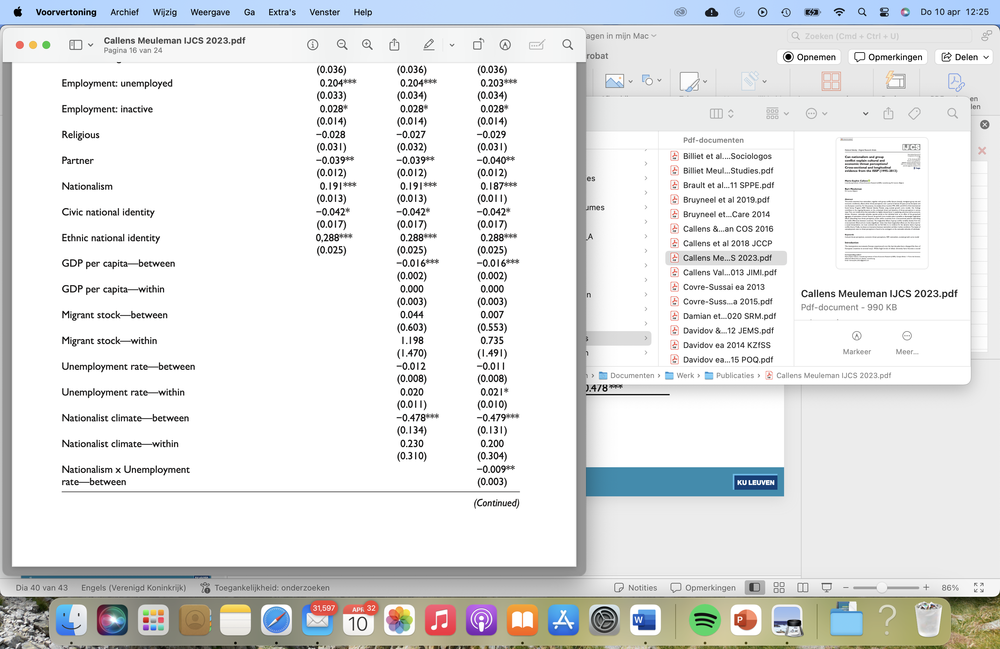 Voorvertoning Archief Wijzig Weergave Ga Extra's Venster Help Do 10 apr 12:25
Callens Meuleman IJCS 2023.pdf
Pagina 16 van 24
(0.036) (0.036) (0.036)
Employment: unemployed 0.204*** 0.204*** 0.203***
(0.033) (0.034) (0.034)
Employment: inactive 0.028* 0.028* 0.028*
(0.014) (0.014) (0.014)
Religious −0.028 −0.027 −0.029
(0.031) (0.032) (0.031)
Partner −0.039** −0.039** −0.040**
(0.012) (0.012) (0.012)
Nationalism 0.191*** 0.191*** 0.187***
(0.013) (0.013) (0.011)
Civic national identity −0.042* −0.042* −0.042*
(0.017) (0.017) (0.017)
Ethnic national identity 0,288*** 0.288*** 0.288***
(0.025) (0.025) (0.025)
GDP per capita—between −0.016*** −0.016***
(0.002) (0.002)
GDP per capita—within 0.000 0.000
(0.003) (0.003)
Migrant stock—between 0.044 0.007
(0.603) (0.553)
Migrant stock—within 1.198 0.735
(1.470) (1.491)
Unemployment rate—between −0.012 −0.011
(0.008) (0.008)
Unemployment rate—within 0.020 0.021*
(0.011) (0.010)
Nationalist climate—between −0.478*** −0.479***
(0.134) (0.131)
Nationalist climate—within 0.230 0.200
(0.310) (0.304)
Nationalism x Unemployment −0.009**
rate—between (0.003)
(Continued)
agen in mijn Mac
Zoeken (Cmd + Ctrl + U)
robat
Opnemen Opmerkingen Delen
en
len
es
umes
_A
n
s
Pdf-documenten
Billiet et al....Sociologos
Billiet Meul...Studies.pdf
Brault et al...11 SPPE.pdf
Bruyneel et al 2019.pdf
Bruyneel et...Care 2014
Callens &...an COS 2016
Callens et al 2018 JCCP
Callens Me...S 2023.pdf
Callens Val...013 JIMI.pdf
Covre-Sussai ea 2013
Covre-Suss...a 2015.pdf
Damian et...020 SRM.pdf
Davidov &...12 JEMS.pdf
Davidov ea 2014 KZfSS
Davidov ea...15 POQ.pdf
IJCS
Can nationalism and group
conflict explain cultural and
economic threat perceptions?
Cross-sectional and longitudinal
evidence from the ISSP (1995–2013)
Marie-Sophie Callens
Bart Meuleman
Abstract
Keywords
Introduction
Callens Meuleman IJCS 2023.pdf
Pdf-document - 990 KB
Markeer Meer...
Documenten Werk Publicaties Callens Meuleman IJCS 2023.pdf
0.478***
KU LEUVEN
KU LEUVEN
Dia 40 van 43 Engels (Verenigd Koninkrijk) Toegankelijkheid: onderzoeken Notities Opmerkingen 86%
31,597
APR 32
10
W
P